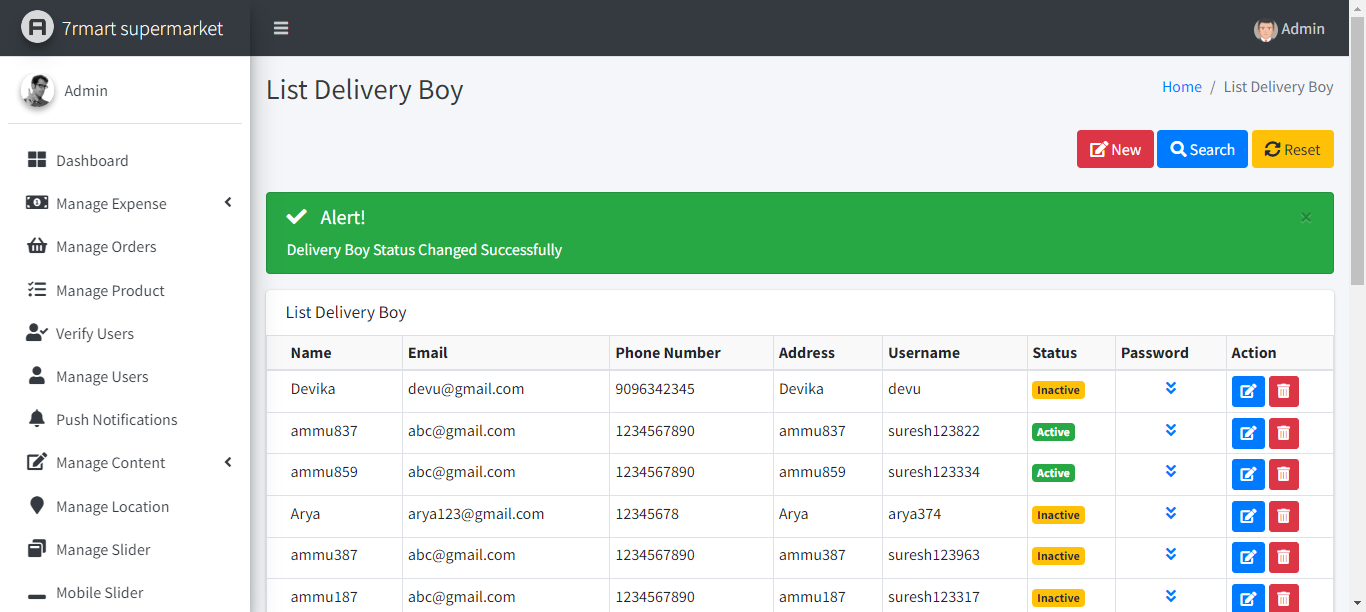 7rmart supermarket
Admin
Admin
Dashboard
Manage Expense
Manage Orders
Manage Product
Verify Users
Manage Users
Push Notifications
Manage Content
Manage Location
Manage Slider
Mobile Slider
List Delivery Boy
Home / List Delivery Boy
New Search Reset
Alert!
×
Delivery Boy Status Changed Successfully
List Delivery Boy
Name Email Phone Number Address Username Status Password Action
Devika devu@gmail.com 9096342345 Devika devu Inactive
ammu837 abc@gmail.com 1234567890 ammu837 suresh123822 Active
ammu859 abc@gmail.com 1234567890 ammu859 suresh123334 Active
Arya arya123@gmail.com 12345678 Arya arya374 Inactive
ammu387 abc@gmail.com 1234567890 ammu387 suresh123963 Inactive
ammu187 abc@gmail.com 1234567890 ammu187 suresh123317 Inactive